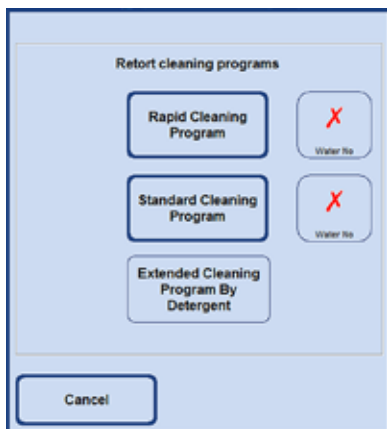 Retort cleaning programs
Rapid Cleaning
Program
✗
Water No
Standard Cleaning
Program
✗
Water No
Extended Cleaning
Program By
Detergent
Cancel